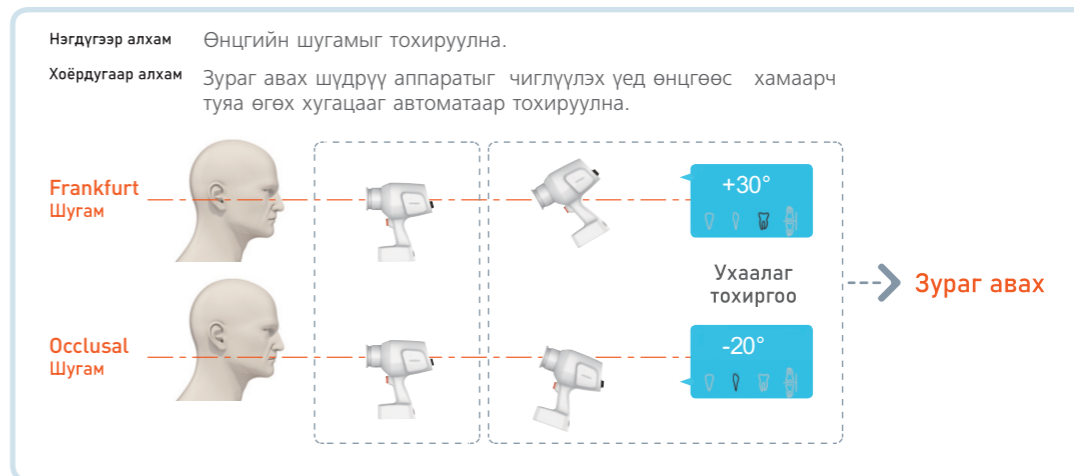 Нэгдүгээр алхам Өнцгийн шугамыг тохируулна.
Хоёрдугаар алхам Зураг авах шүдрүү аппаратыг чиглүүлэх үед өнцгөөс хамаарч
туяа өгөх хугацааг автоматаар тохируулна.
Frankfurt
Шугам
+30°
Ухаалаг
тохиргоо
Зураг авах
Occlusal
Шугам
-20°